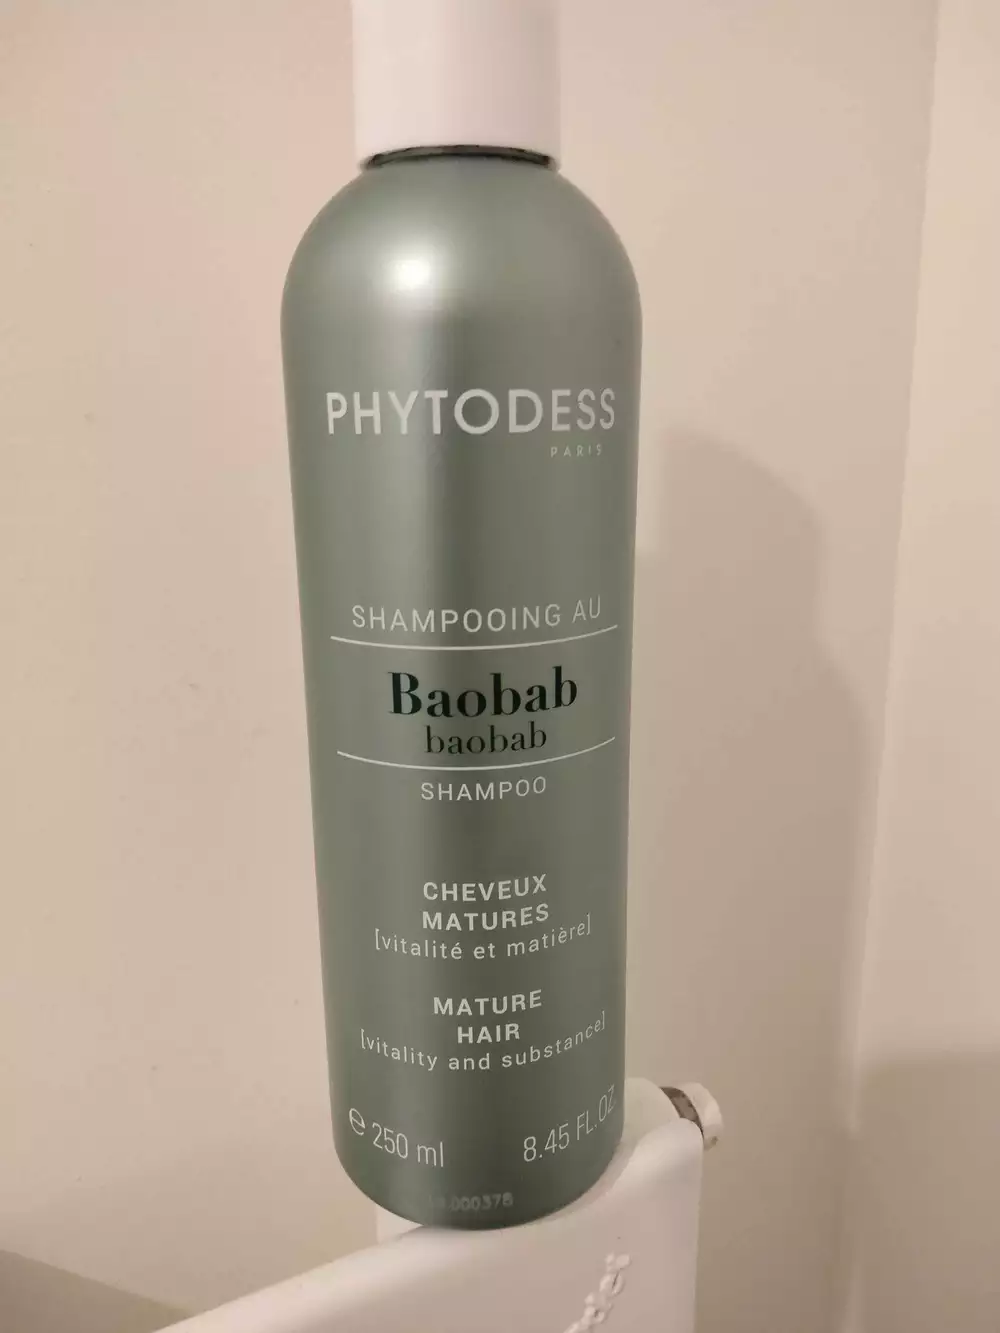 PHYTODESS
PARIS
SHAMPOOING AU
Baobab
baobab
SHAMPOO
CHEVEUX
MATURES
[vitalité et matière]
MATURE
HAIR
[vitality and substance]
℮ 250 ml 8.45 FL.OZ.
000378